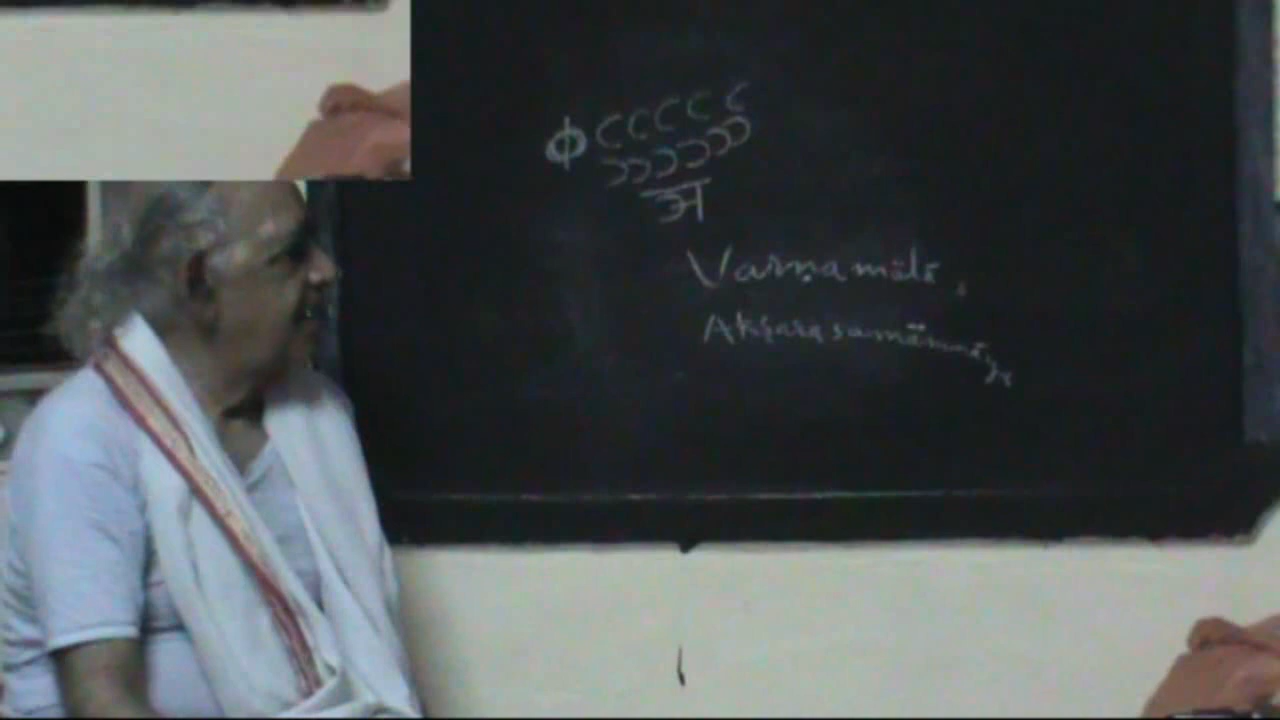 ϕ C C C C C
Ɔ Ɔ Ɔ Ɔ Ɔ Ɔ
अ
Varṇamālā,
Akṣarasamāmnāya